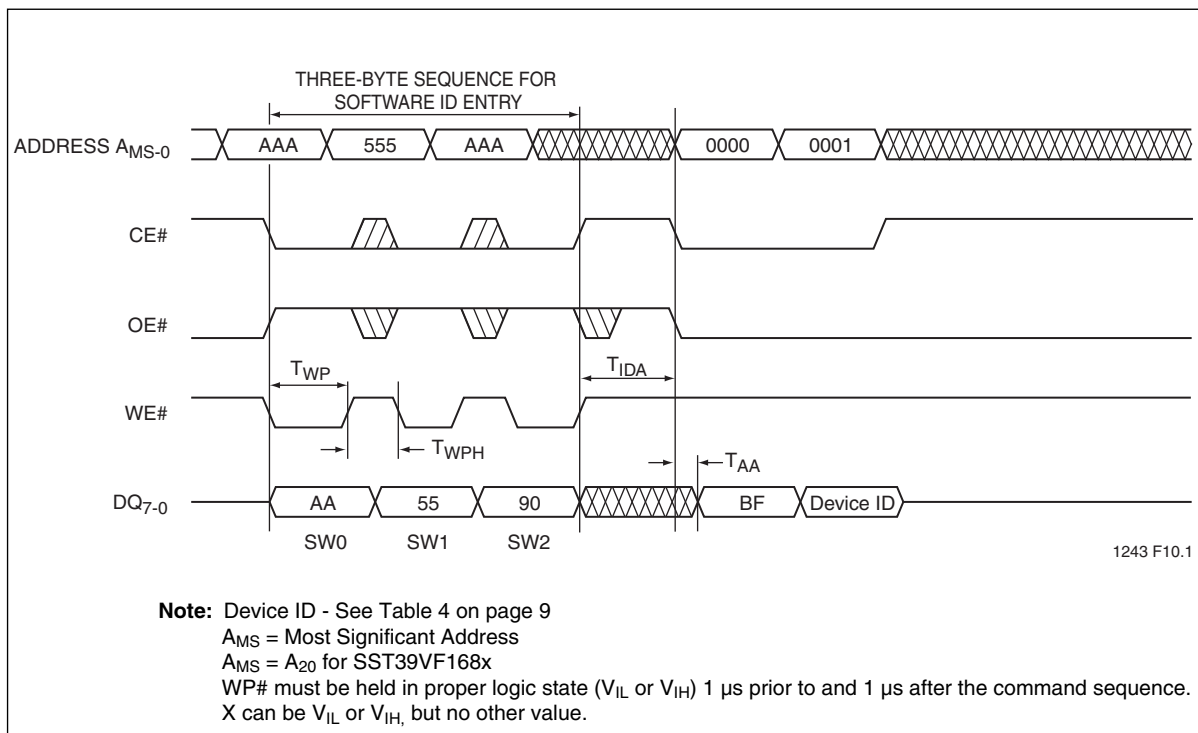 THREE-BYTE SEQUENCE FOR
SOFTWARE ID ENTRY
ADDRESS AMS-0
AAA
555
AAA
0000
0001
CE#
OE#
TWP
TIDA
WE#
TWPH
TAA
DQ7-0
AA
55
90
BF
Device ID
SW0
SW1
SW2
1243 F10.1
Note: Device ID - See Table 4 on page 9
AMS = Most Significant Address
AMS = A20 for SST39VF168x
WP# must be held in proper logic state (VIL or VIH) 1 µs prior to and 1 µs after the command sequence.
X can be VIL or VIH, but no other value.